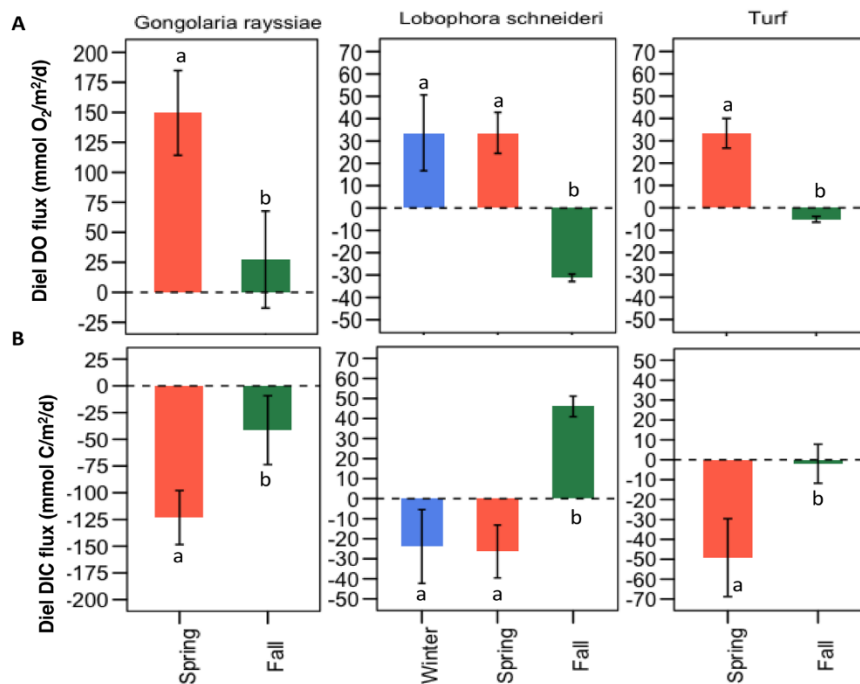 A
Gongolaria rayssiae
Lobophora schneideri
Turf
Diel DO flux (mmol O₂/m²/d)
200
175
150
125
100
75
50
25
0
-25
a
b
70
60
50
40
30
20
10
0
-10
-20
-30
-40
-50
a
a
b
70
60
50
40
30
20
10
0
-10
-20
-30
-40
-50
a
b
B
Diel DIC flux (mmol C/m²/d)
25
0
-25
-50
-75
-100
-125
-150
-175
-200
a
b
Spring
Fall
70
60
50
40
30
20
10
0
-10
-20
-30
-40
-50
a
a
b
Winter
Spring
Fall
50
40
30
20
10
0
-10
-20
-30
-40
-50
-60
-70
a
b
Spring
Fall